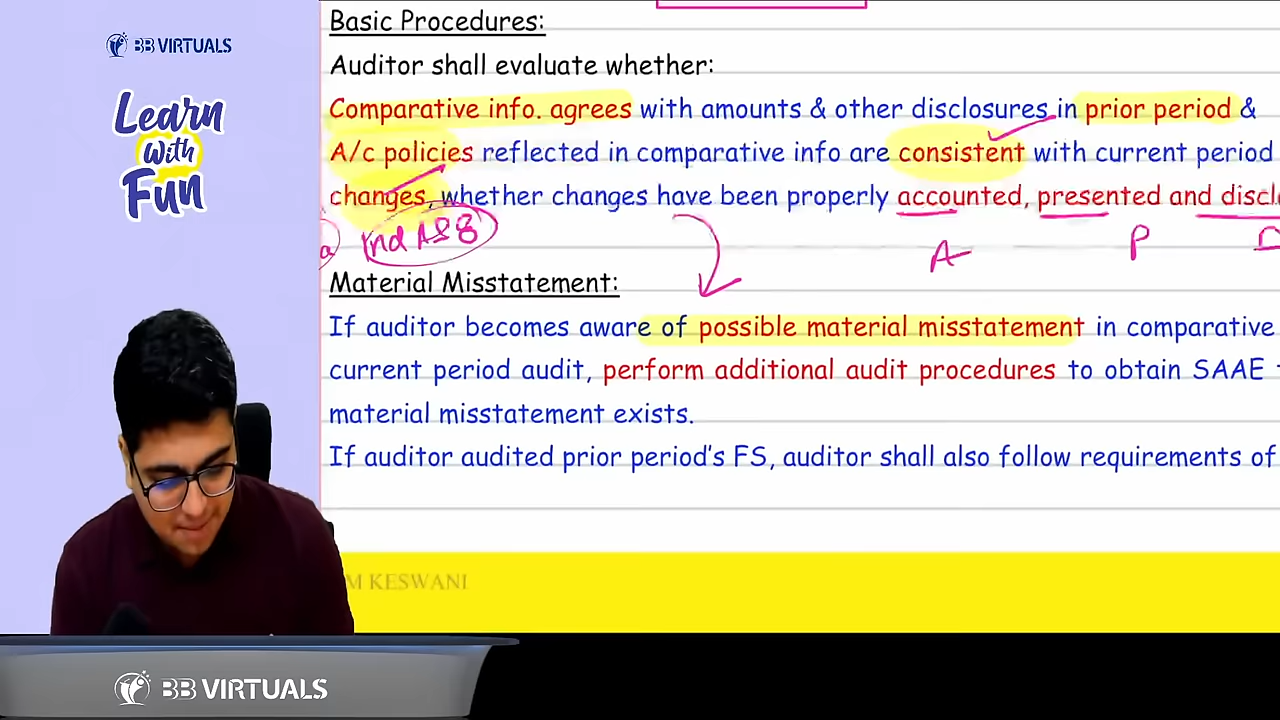 BB VIRTUALS
Learn
With
Fun
Basic Procedures:
Auditor shall evaluate whether:
Comparative info. agrees with amounts & other disclosures in prior period &
A/c policies reflected in comparative info are consistent with current period
changes, whether changes have been properly accounted, presented and discl
Ind AS 8
A
P
D
Material Misstatement:
If auditor becomes aware of possible material misstatement in comparative
current period audit, perform additional audit procedures to obtain SAAE
material misstatement exists.
If auditor audited prior period's FS, auditor shall also follow requirements of
M KESWANI
BB VIRTUALS